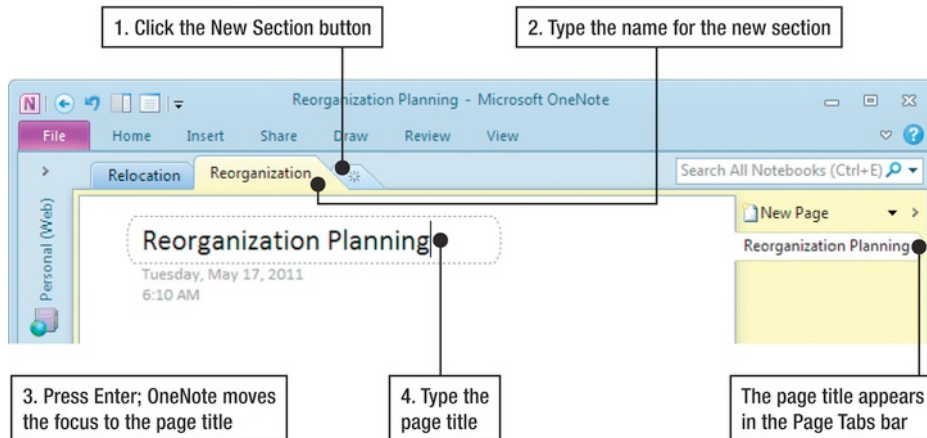 1. Click the New Section button
2. Type the name for the new section
Reorganization Planning - Microsoft OneNote
File Home Insert Share Draw Review View
Relocation Reorganization Search All Notebooks (Ctrl+E)
Personal (Web)
New Page
Reorganization Planning
Reorganization Planning
Tuesday, May 17, 2011
6:10 AM
3. Press Enter; OneNote moves
the focus to the page title
4. Type the
page title
The page title appears
in the Page Tabs bar